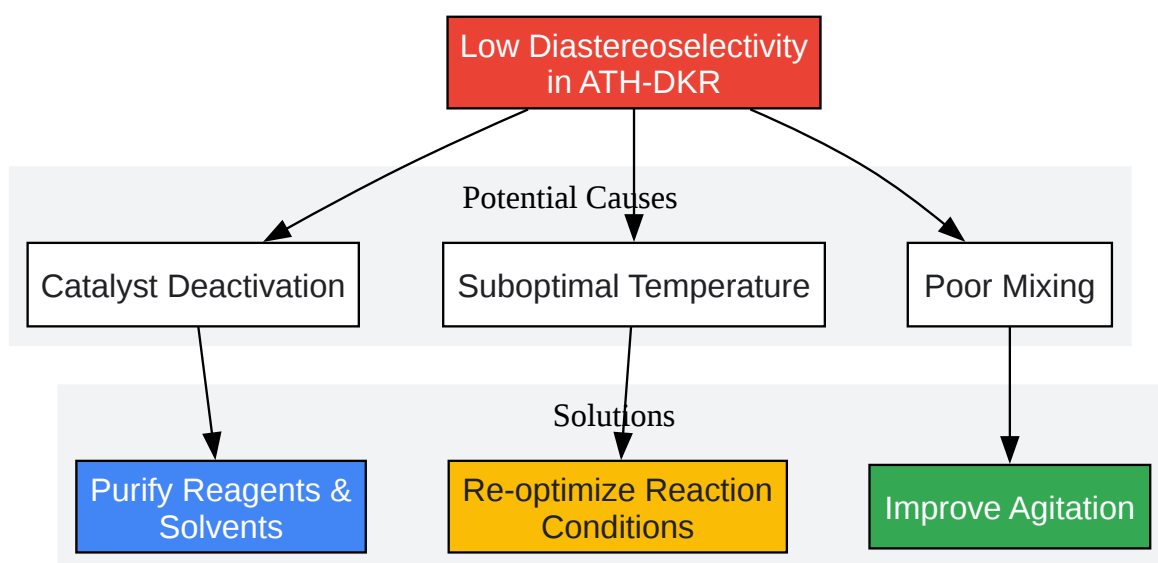 Low Diastereoselectivity
in ATH-DKR
Potential Causes
Catalyst Deactivation
Suboptimal Temperature
Poor Mixing
Solutions
Purify Reagents &
Solvents
Re-optimize Reaction
Conditions
Improve Agitation